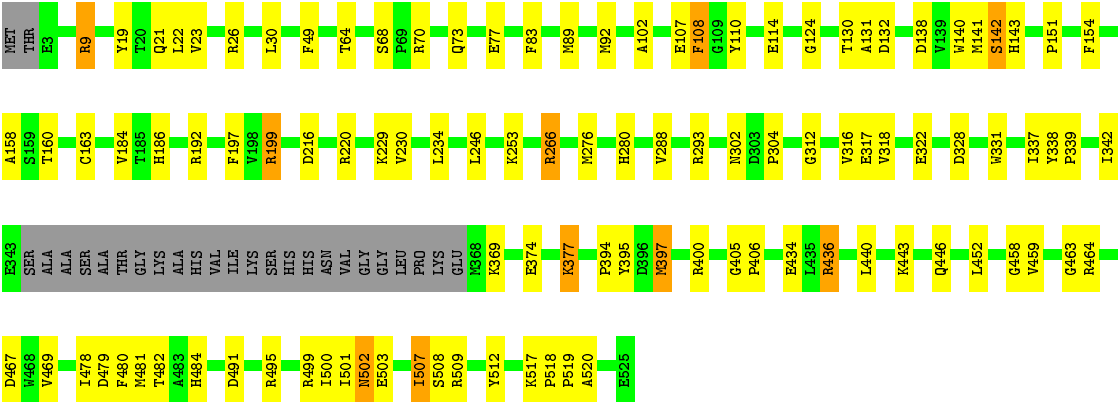 MET THR E3 R9 Y19 T20 Q21 L22 V23 R26 L30 F49 T64 S68 P69 R70 Q73 E77 F83 M89 M92 A102 E107 F108 G109 Y110 E114 G124 T130 A131 D132 D138 V139 W140 M141 S142 H143 P151 F154
A158 S159 T160 C163 V184 T185 H186 R192 F197 V198 R199 D216 R220 K229 V230 L234 L246 K253 R266 M276 H280 V288 R293 N302 D303 P304 G312 V316 E317 V318 E322 D328 W331 I337 Y338 P339 I342
E343 SER ALA ALA SER ALA THR GLY LYS ALA HIS VAL ILE LYS SER HIS HIS ASN VAL GLY GLY LEU PRO LYS GLU M368 K369 E374 K377 P394 Y395 D396 M397 R400 G405 P406 E434 L435 R436 L440 K443 Q446 L452 G458 V459 G463 R464
D467 W468 V469 I478 D479 F480 M481 T482 A483 H484 D491 R495 R499 I500 I501 N502 E503 I507 S508 R509 Y512 K517 P518 P519 A520 E525